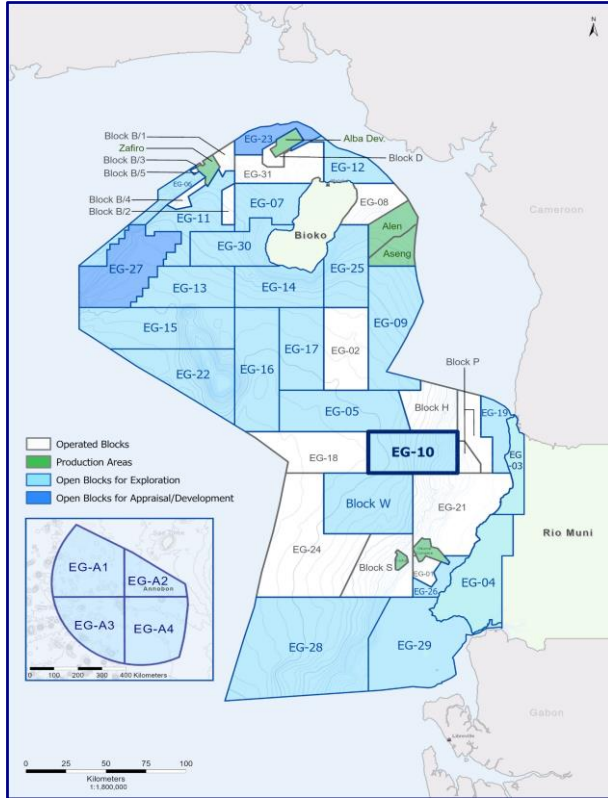 N
Cameroon
Block B/1
Zafiro
Block B/3
Block B/5
EG-06
Block B/4
Block B/2
EG-23
Alba Dev.
Block D
EG-31
EG-12
EG-11
EG-07
EG-08
Bioko
Alen
Aseng
EG-30
EG-27
EG-25
EG-13
EG-14
EG-09
EG-15
EG-17
EG-02
EG-16
EG-22
Block P
EG-05
Block H
EG-19
EG-18
EG-10
EG
-03
Operated Blocks
Production Areas
Open Blocks for Exploration
Open Blocks for Appraisal/Development
Block W
EG-21
Rio Muni
EG-24
Block S
EG-01
EG-26
EG-04
EG-A1
EG-A2
Annobon
EG-A3
EG-A4
0 100 200 300 400 Kilometers
EG-28
EG-29
Gabon
Libreville
0 25 50 75 100
Kilometers
1:1,800,000